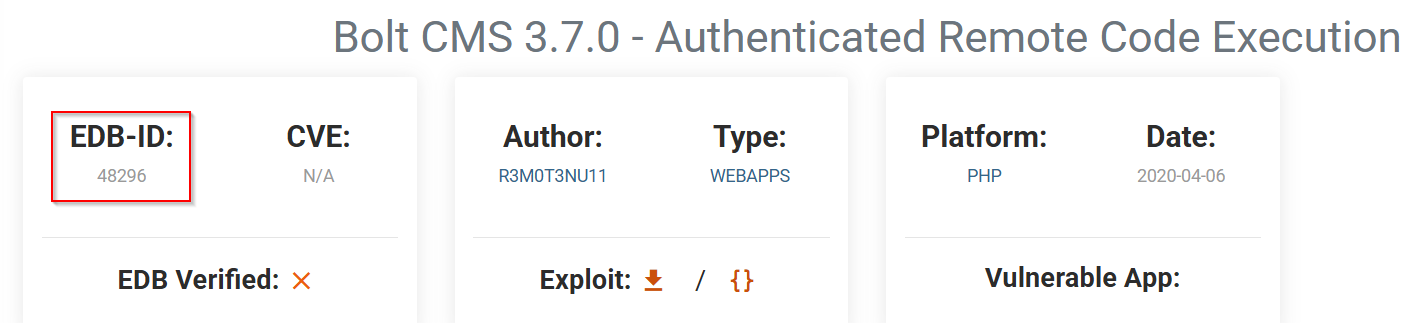 Bolt CMS 3.7.0 - Authenticated Remote Code Execution
EDB-ID: CVE: Author: Type: Platform: Date:
48296 N/A R3M0T3NU11 WEBAPPS PHP 2020-04-06
EDB Verified: Exploit: / {} Vulnerable App: